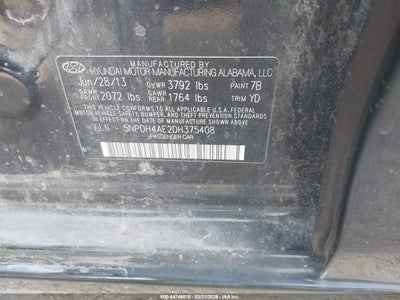 MANUFACTURED BY
HYUNDAI MOTOR MANUFACTURING ALABAMA, LLC
Jun/28/13 GVWR 3792 lbs PAINT 7B
GAWR FRONT 2072 lbs GAWR REAR 1764 lbs TRIM YD
THIS VEHICLE CONFORMS TO ALL APPLICABLE U.S. FEDERAL
MOTOR VEHICLE SAFETY, BUMPER, AND THEFT PREVENTION
STANDARDS IN EFFECT ON THE DATE OF MANUFACTURE
SHOWN ABOVE.
V.I.N : 5NPDH4AE2DH375408
PASSENGER CAR